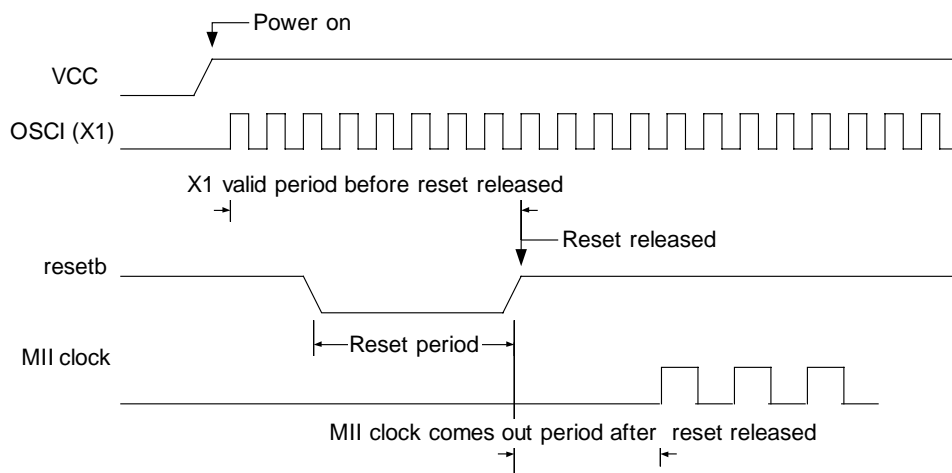 Power on
VCC
OSCI (X1)
X1 valid period before reset released
Reset released
resetb
Reset period
MII clock
MII clock comes out period after reset released